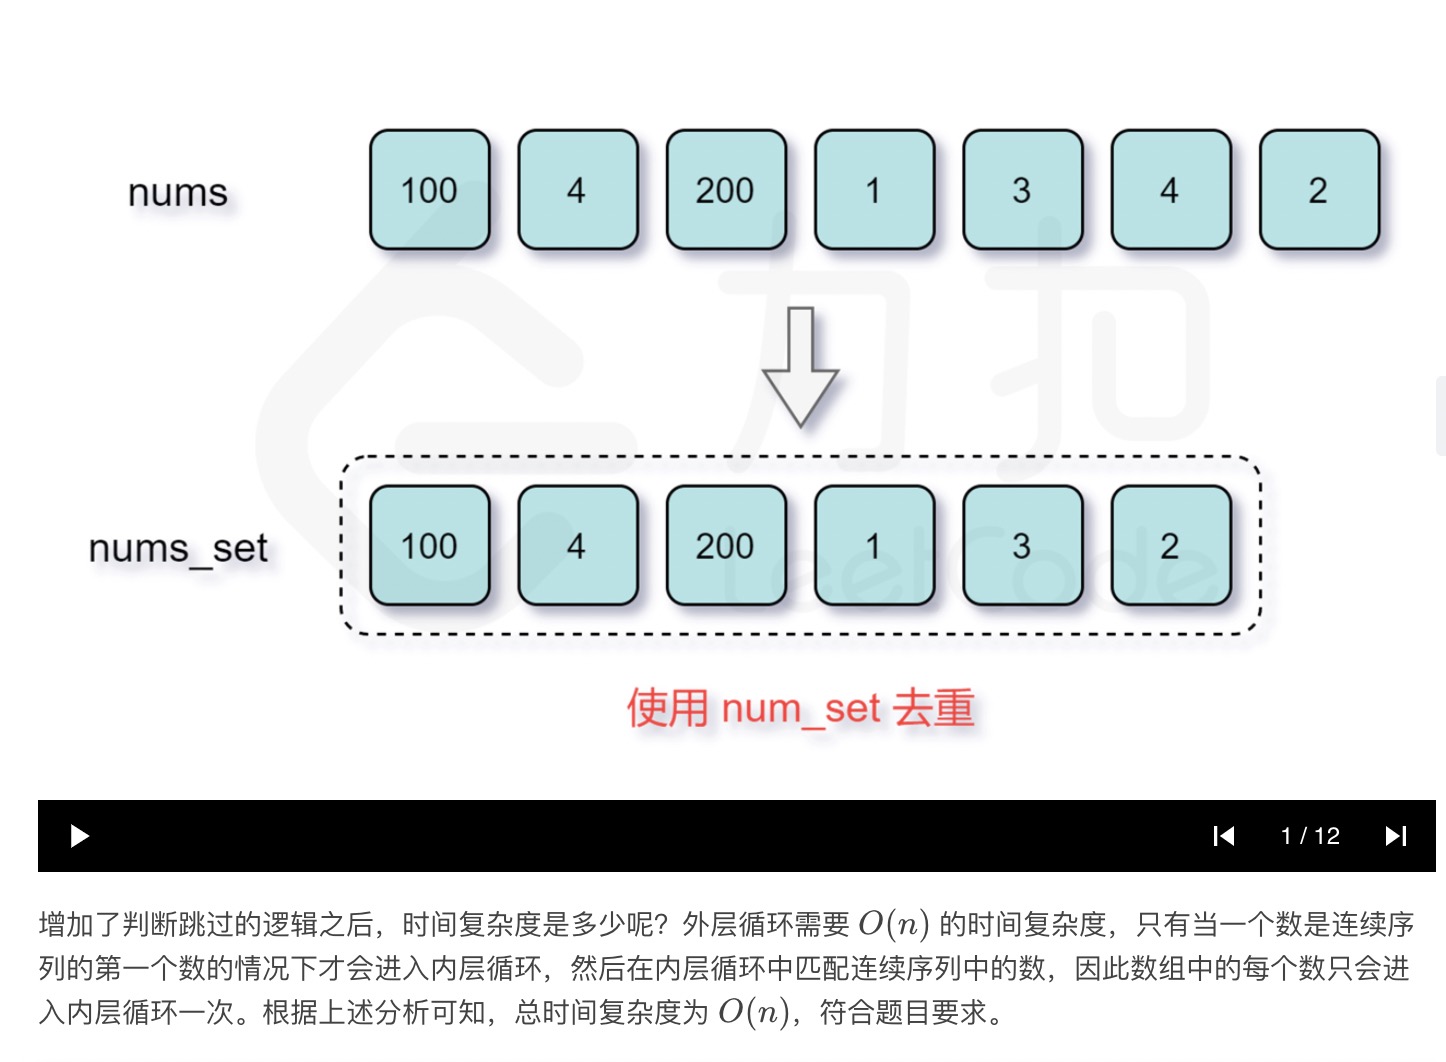 nums 100 4 200 1 3 4 2
力扣
nums_set 100 4 200 1 3 2
LeetCode
使用 num_set 去重
1 / 12
增加了判断跳过的逻辑之后，时间复杂度是多少呢？外层循环需要 O(n) 的时间复杂度，只有当一个数是连续序
列的第一个数的情况下才会进入内层循环，然后在内层循环中匹配连续序列中的数，因此数组中的每个数只会进
入内层循环一次。根据上述分析可知，总时间复杂度为 O(n)，符合题目要求。